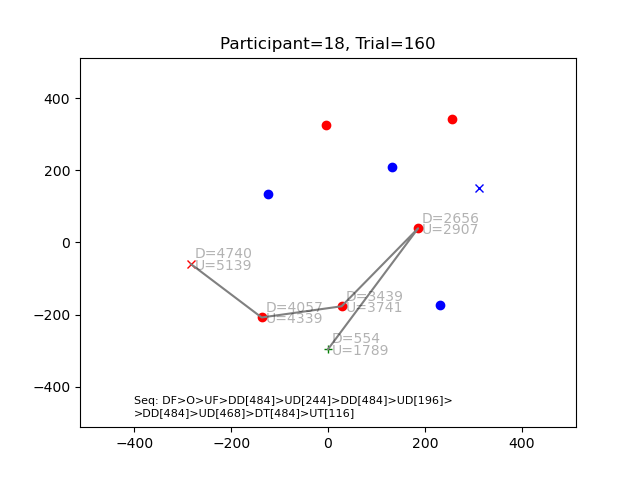 Participant=18, Trial=160
400
200
0
−200
−400
D=2656
U=2907
D=4740
U=5139
D=3439
U=3741
D=4057
U=4339
D=554
U=1789
Seq: DF>O>UF>DD[484]>UD[244]>DD[484]>UD[196]>
>DD[484]>UD[468]>DT[484]>UT[116]
−400 −200 0 200 400